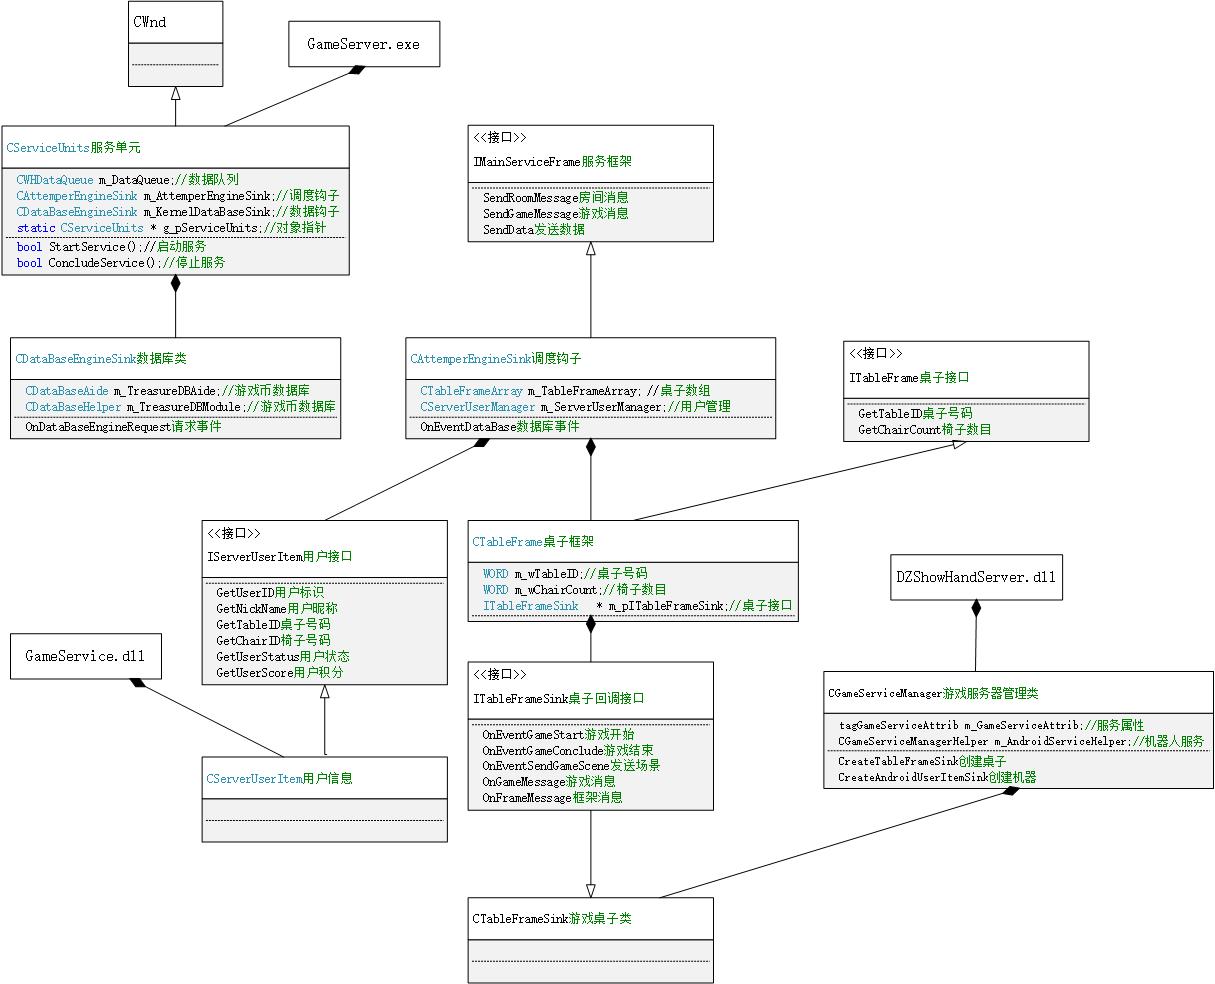 CWnd
GameServer.exe
CServiceUnits服务单元
CWHDataQueue m_DataQueue;//数据队列
CAttemperEngineSink m_AttemperEngineSink;//调度钩子
CDataBaseEngineSink m_KernelDataBaseSink;//数据钩子
static CServiceUnits * g_pServiceUnits;//对象指针
bool StartService();//启动服务
bool ConcludeService();//停止服务
<<接口>>
IMainServiceFrame服务框架
SendRoomMessage房间消息
SendGameMessage游戏消息
SendData发送数据
CDataBaseEngineSink数据库类
CDataBaseAide m_TreasureDBAide;//游戏币数据库
CDataBaseHelper m_TreasureDBModule;//游戏币数据库
OnDataBaseEngineRequest请求事件
CAttemperEngineSink调度钩子
CTableFrameArray m_TableFrameArray; //桌子数组
CServerUserManager m_ServerUserManager;//用户管理
OnEventDataBase数据库事件
<<接口>>
ITableFrame桌子接口
GetTableID桌子号码
GetChairCount椅子数目
<<接口>>
IServerUserItem用户接口
GetUserID用户标识
GetNickName用户昵称
GetTableID桌子号码
GetChairID椅子号码
GetUserStatus用户状态
GetUserScore用户积分
CTableFrame桌子框架
WORD m_wTableID;//桌子号码
WORD m_wChairCount;//椅子数目
ITableFrameSink * m_pITableFrameSink;//桌子接口
DZShowHandServer.dll
GameService.dll
<<接口>>
ITableFrameSink桌子回调接口
OnEventGameStart游戏开始
OnEventGameConclude游戏结束
OnEventSendGameScene发送场景
OnGameMessage游戏消息
OnFrameMessage框架消息
CGameServiceManager游戏服务器管理类
tagGameServiceAttrib m_GameServiceAttrib;//服务属性
CGameServiceManagerHelper m_AndroidServiceHelper;//机器人服务
CreateTableFrameSink创建桌子
CreateAndroidUserItemSink创建机器
CServerUserItem用户信息
CTableFrameSink游戏桌子类